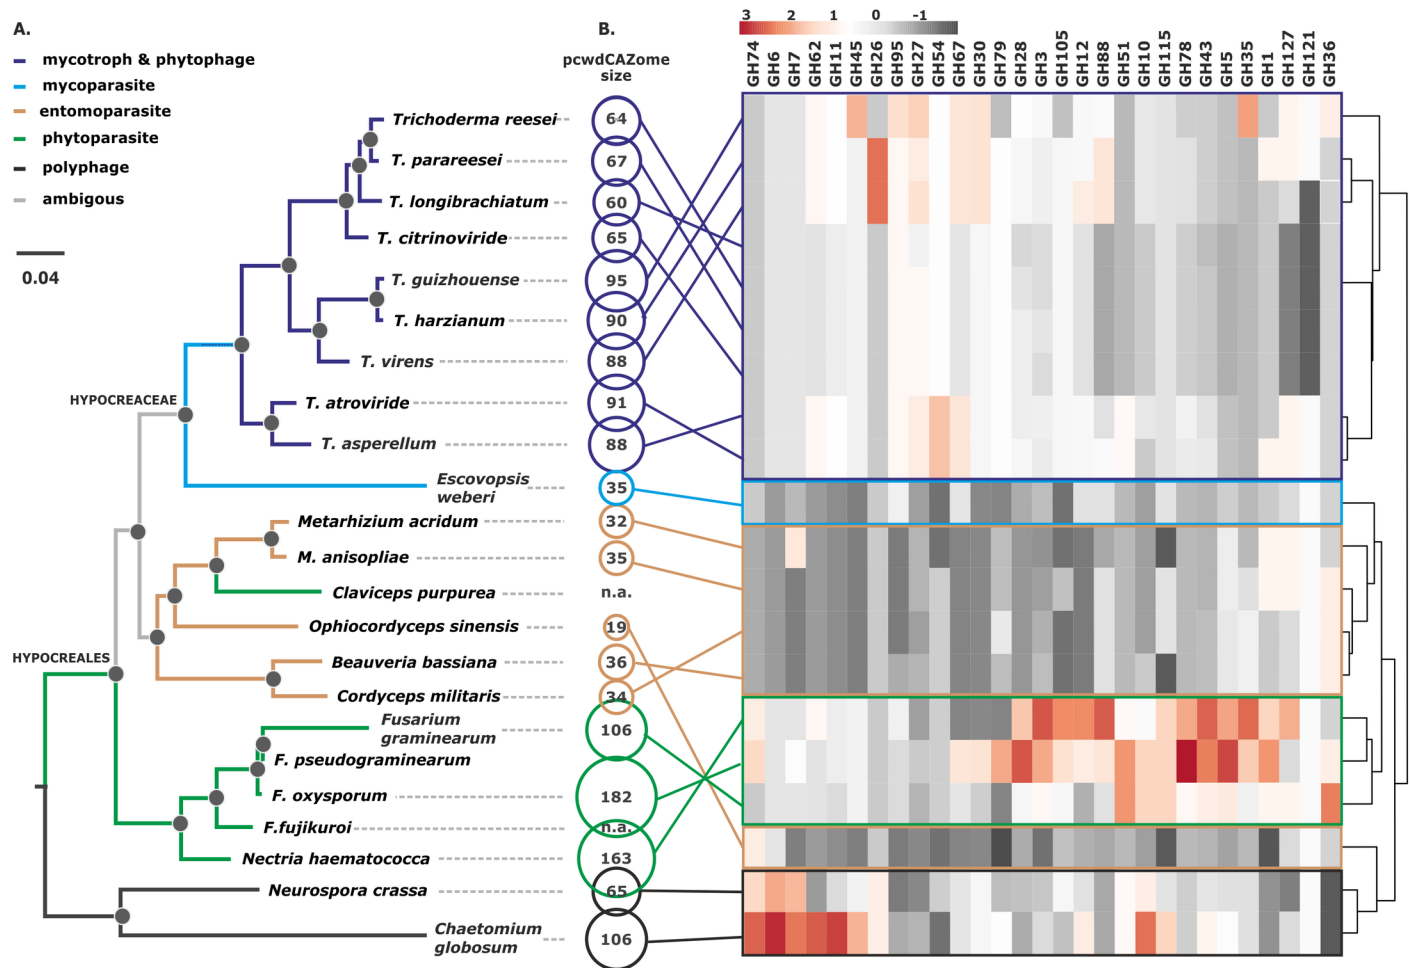 A.
mycotroph & phytophage
mycoparasite
entomoparasite
phytoparasite
polyphage
ambigous
0.04
HYPOCREACEAE
HYPOCREALES
Trichoderma reesei
T. parareesei
T. longibrachiatum
T. citrinoviride
T. guizhouense
T. harzianum
T. virens
T. atroviride
T. asperellum
Escovopsis
weberi
Metarhizium acridum
M. anisopliae
Claviceps purpurea
Ophiocordyceps sinensis
Beauveria bassiana
Cordyceps militaris
Fusarium
graminearum
F. pseudograminearum
F. oxysporum
F.fujikuroi
Nectria haematococca
Neurospora crassa
Chaetomium
globosum
B.
pcwdCAZome
size
64
67
60
65
95
90
88
91
88
35
32
35
n.a.
19
36
34
106
182
n.a.
163
65
106
3 2 1 0 -1
GH74
GH6
GH7
GH62
GH11
GH45
GH26
GH95
GH27
GH54
GH67
GH30
GH79
GH28
GH3
GH105
GH12
GH88
GH51
GH10
GH115
GH78
GH43
GH5
GH35
GH1
GH127
GH121
GH36